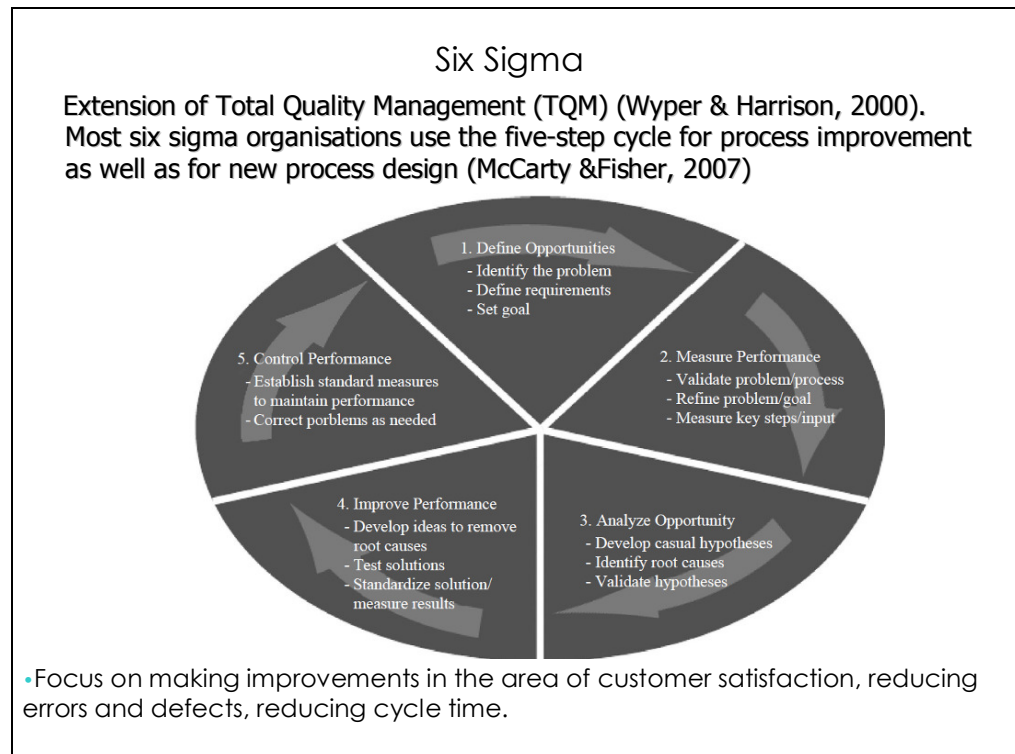 Six Sigma
Extension of Total Quality Management (TQM) (Wyper & Harrison, 2000).
Most six sigma organisations use the five-step cycle for process improvement
as well as for new process design (McCarty &Fisher, 2007)
1. Define Opportunities
- Identify the problem
- Define requirements
- Set goal
2. Measure Performance
- Validate problem/process
- Refine problem/goal
- Measure key steps/input
3. Analyze Opportunity
- Develop casual hypotheses
- Identify root causes
- Validate hypotheses
4. Improve Performance
- Develop ideas to remove
root causes
- Test solutions
- Standardize solution/
measure results
5. Control Performance
- Establish standard measures
to maintain performance
- Correct porblems as needed
•Focus on making improvements in the area of customer satisfaction, reducing
errors and defects, reducing cycle time.